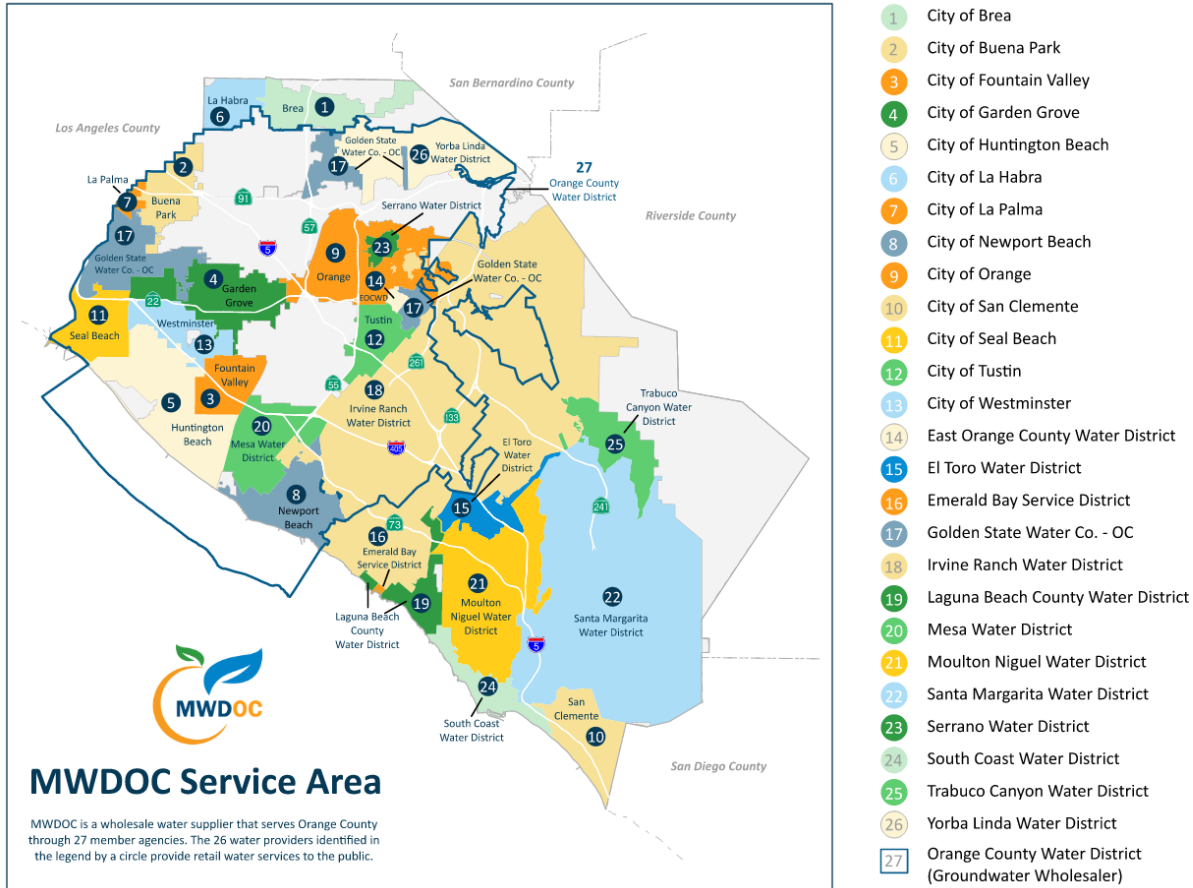 San Bernardino County
Los Angeles County
Riverside County
San Diego County
La Habra
6
Brea
1
2
Buena
Park
La Palma
7
17
Golden State
Water Co. - OC
Golden State
Water Co. - OC
17
26
Yorba Linda
Water District
27
Orange County
Water District
91
57
5
Serrano Water District
23
9
Orange
14
EOCWD
Golden State
Water Co. - OC
17
4
Garden
Grove
22
11
Seal Beach
Westminster
13
Tustin
12
Fountain
Valley
3
5
Huntington
Beach
261
55
18
Irvine Ranch
Water District
133
405
20
Mesa Water
District
El Toro
Water
District
15
Trabuco
Canyon Water
District
25
241
8
Newport
Beach
73
16
Emerald Bay
Service District
19
Laguna Beach
County
Water District
21
Moulton
Niguel Water
District
22
Santa Margarita
Water District
5
24
South Coast
Water District
San
Clemente
10
MWDOC
MWDOC Service Area
MWDOC is a wholesale water supplier that serves Orange County
through 27 member agencies. The 26 water providers identified in
the legend by a circle provide retail water services to the public.
1 City of Brea
2 City of Buena Park
3 City of Fountain Valley
4 City of Garden Grove
5 City of Huntington Beach
6 City of La Habra
7 City of La Palma
8 City of Newport Beach
9 City of Orange
10 City of San Clemente
11 City of Seal Beach
12 City of Tustin
13 City of Westminster
14 East Orange County Water District
15 El Toro Water District
16 Emerald Bay Service District
17 Golden State Water Co. - OC
18 Irvine Ranch Water District
19 Laguna Beach County Water District
20 Mesa Water District
21 Moulton Niguel Water District
22 Santa Margarita Water District
23 Serrano Water District
24 South Coast Water District
25 Trabuco Canyon Water District
26 Yorba Linda Water District
27 Orange County Water District
(Groundwater Wholesaler)